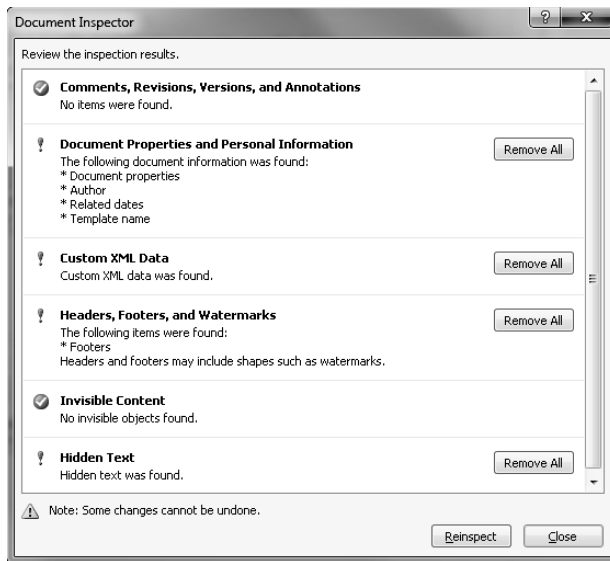 Document Inspector
Review the inspection results.
Comments, Revisions, Versions, and Annotations
No items were found.
Document Properties and Personal Information
Remove All
The following document information was found:
* Document properties
* Author
* Related dates
* Template name
Custom XML Data
Remove All
Custom XML data was found.
Headers, Footers, and Watermarks
Remove All
The following items were found:
* Footers
Headers and footers may include shapes such as watermarks.
Invisible Content
No invisible objects found.
Hidden Text
Remove All
Hidden text was found.
Note: Some changes cannot be undone.
Reinspect Close